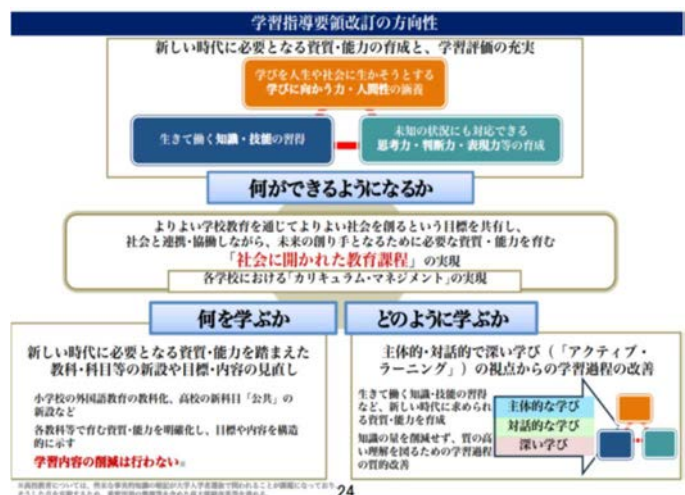 学習指導要領改訂の方向性
新しい時代に必要となる資質・能力の育成と、学習評価の充実
学びを人生や社会に生かそうとする
学びに向かう力・人間性の涵養
生きて働く知識・技能の習得
未知の状況にも対応できる
思考力・判断力・表現力等の育成
何ができるようになるか
よりよい学校教育を通じてよりよい社会を創るという目標を共有し、
社会と連携・協働しながら、未来の創り手となるために必要な資質・能力を育む
「社会に開かれた教育課程」の実現
各学校における「カリキュラム・マネジメント」の実現
何を学ぶか
新しい時代に必要となる資質・能力を踏まえた
教科・科目等の新設や目標・内容の見直し
小学校の外国語教育の教科化、高校の新科目「公共」の
新設など
各教科等で育む資質・能力を明確化し、目標や内容を構造
的に示す
学習内容の削減は行わない※
どのように学ぶか
主体的・対話的で深い学び（「アクティブ・
ラーニング」）の視点からの学習過程の改善
生きて働く知識・技能の習得
など、新しい時代に求められ
る資質・能力を育成
知識の量を削減せず、質の高
い理解を図るための学習過程
の質的改善
主体的な学び
対話的な学び
深い学び
24